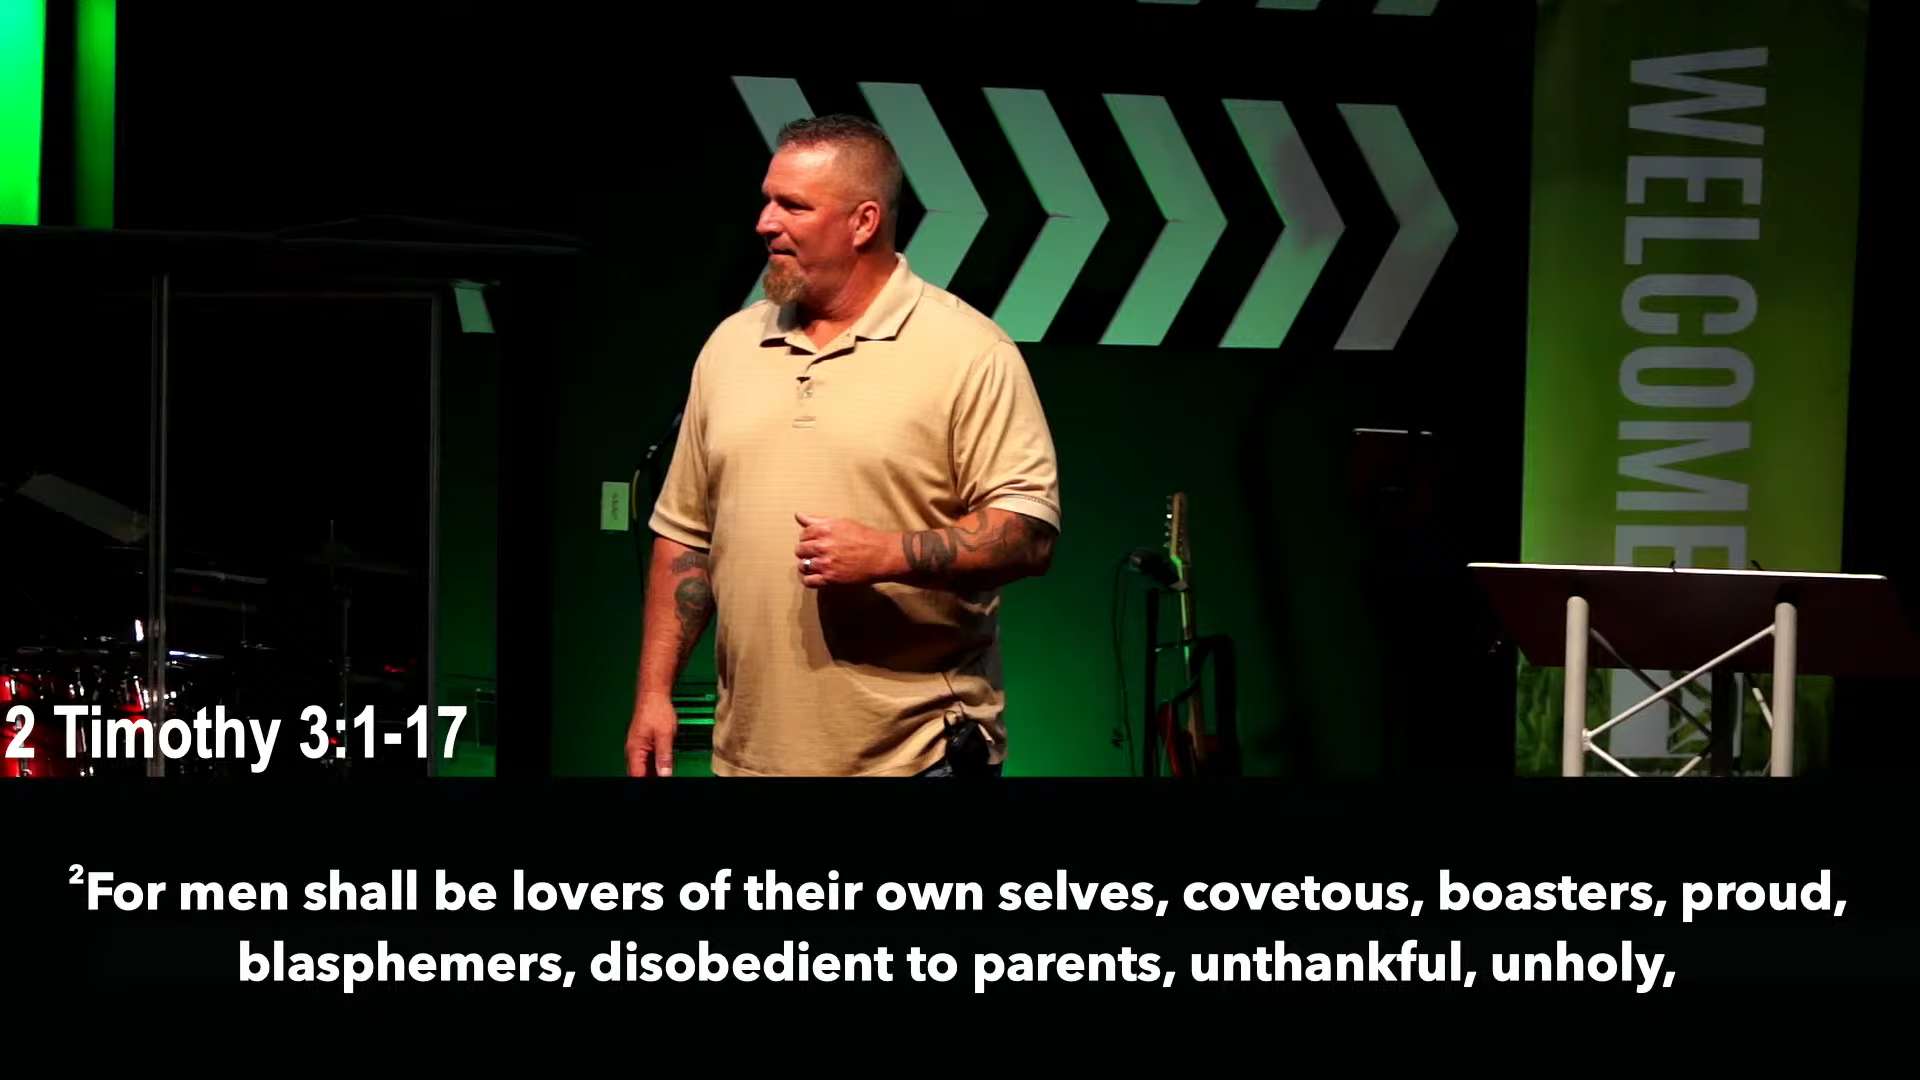 WELCOME
2 Timothy 3:1-17
²For men shall be lovers of their own selves, covetous, boasters, proud,
blasphemers, disobedient to parents, unthankful, unholy,